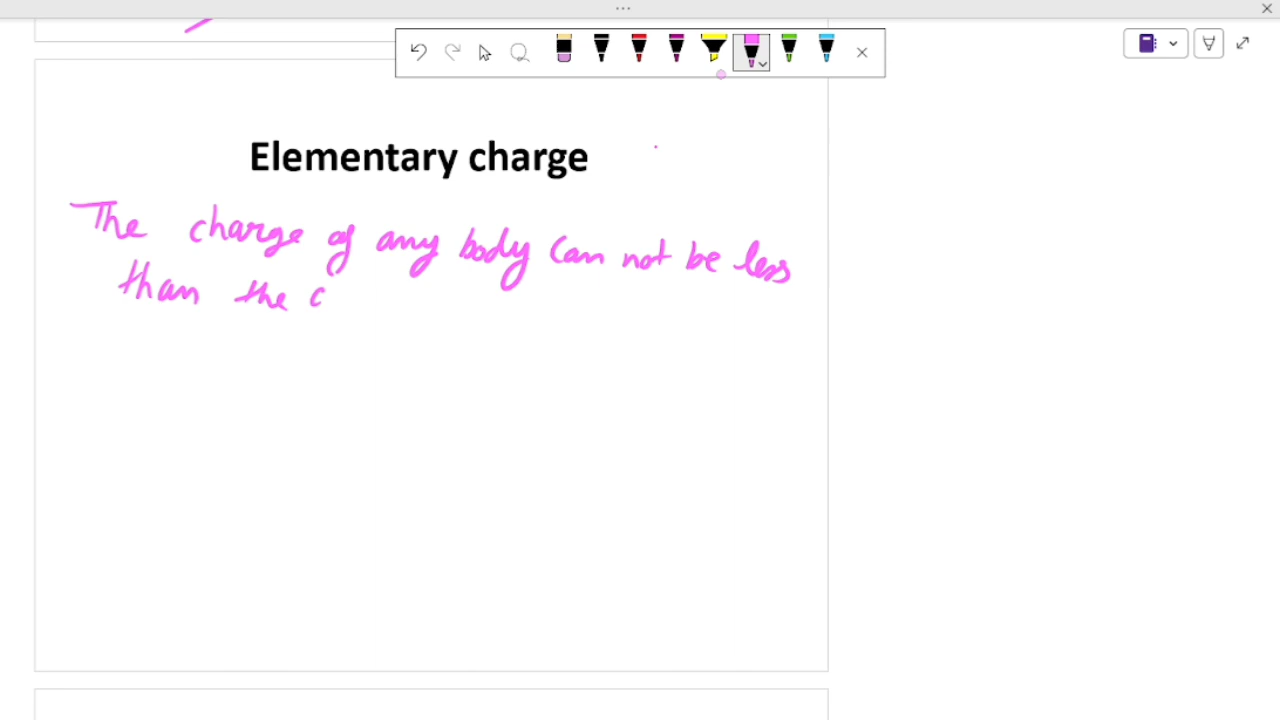 Elementary charge
The charge of any body can not be less
than the c